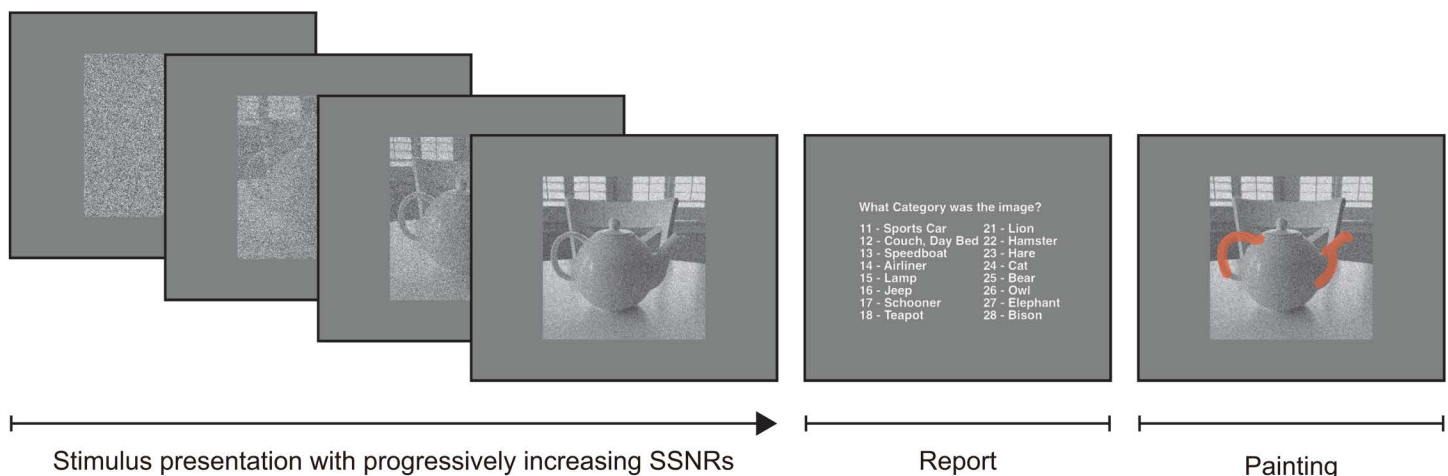 What Category was the image?
11 - Sports Car 21 - Lion
12 - Couch, Day Bed 22 - Hamster
13 - Speedboat 23 - Hare
14 - Airliner 24 - Cat
15 - Lamp 25 - Bear
16 - Jeep 26 - Owl
17 - Schooner 27 - Elephant
18 - Teapot 28 - Bison
Stimulus presentation with progressively increasing SSNRs
Report
Painting